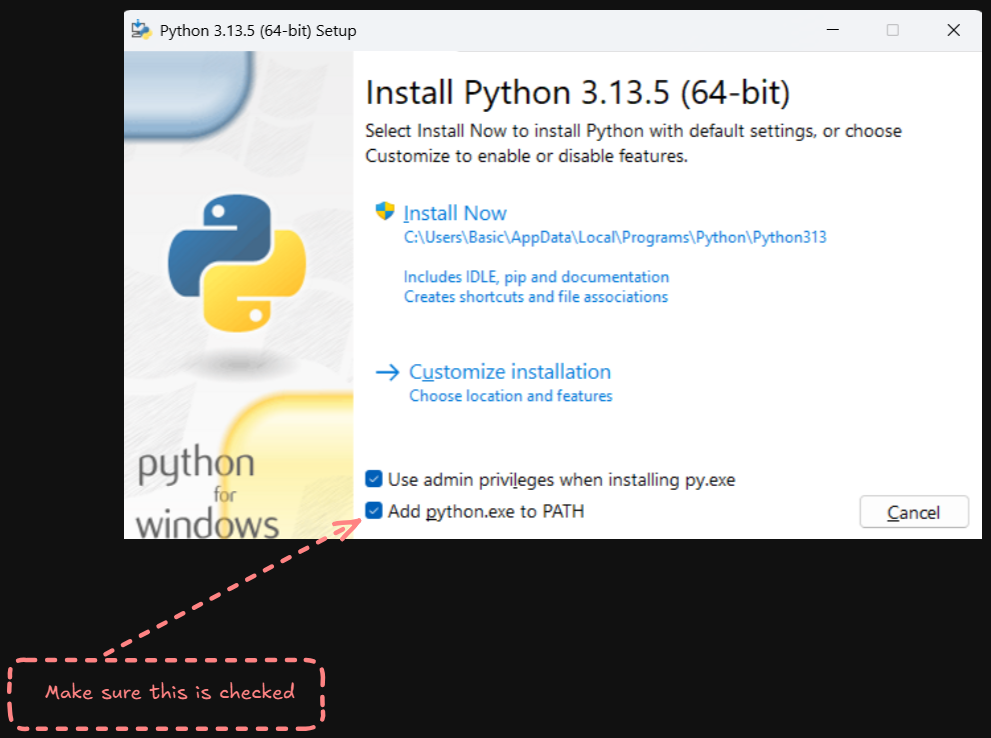 Python 3.13.5 (64-bit) Setup
Install Python 3.13.5 (64-bit)
Select Install Now to install Python with default settings, or choose
Customize to enable or disable features.
Install Now
C:\Users\Basic\AppData\Local\Programs\Python\Python313
Includes IDLE, pip and documentation
Creates shortcuts and file associations
Customize installation
Choose location and features
python
for
windows
Use admin privileges when installing py.exe
Add python.exe to PATH
Cancel
Make sure this is checked